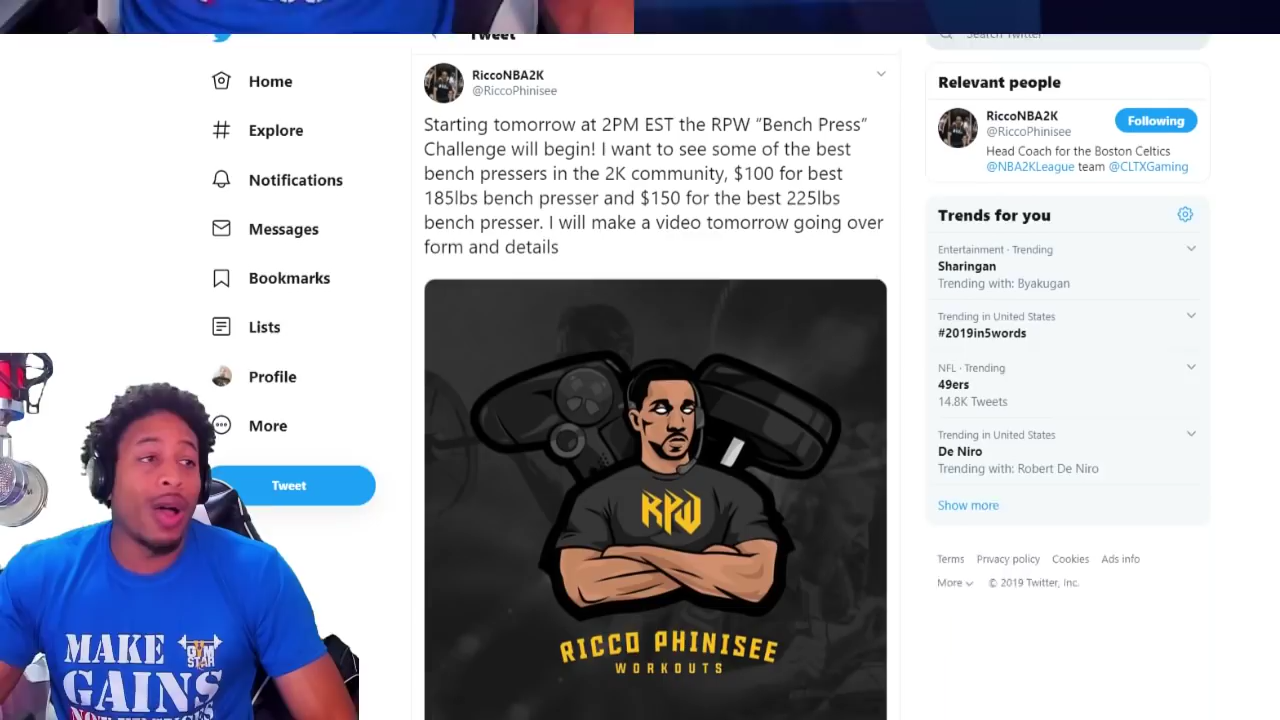 Tweet
Search Twitter
Home
Explore
Notifications
Messages
Bookmarks
Lists
Profile
More
Tweet
RiccoNBA2K
@RiccoPhinisee
Starting tomorrow at 2PM EST the RPW “Bench Press”
Challenge will begin! I want to see some of the best
bench pressers in the 2K community, $100 for best
185lbs bench presser and $150 for the best 225lbs
bench presser. I will make a video tomorrow going over
form and details
RPW
RICCO PHINISEE
WORKOUTS
Relevant people
RiccoNBA2K
@RiccoPhinisee
Following
Head Coach for the Boston Celtics
@NBA2KLeague team @CLTXGaming
Trends for you
Entertainment · Trending
Sharingan
Trending with: Byakugan
Trending in United States
#2019in5words
NFL · Trending
49ers
14.8K Tweets
Trending in United States
De Niro
Trending with: Robert De Niro
Show more
Terms Privacy policy Cookies Ads info
More © 2019 Twitter, Inc.
MAKE
GYM
STAR
GAINS